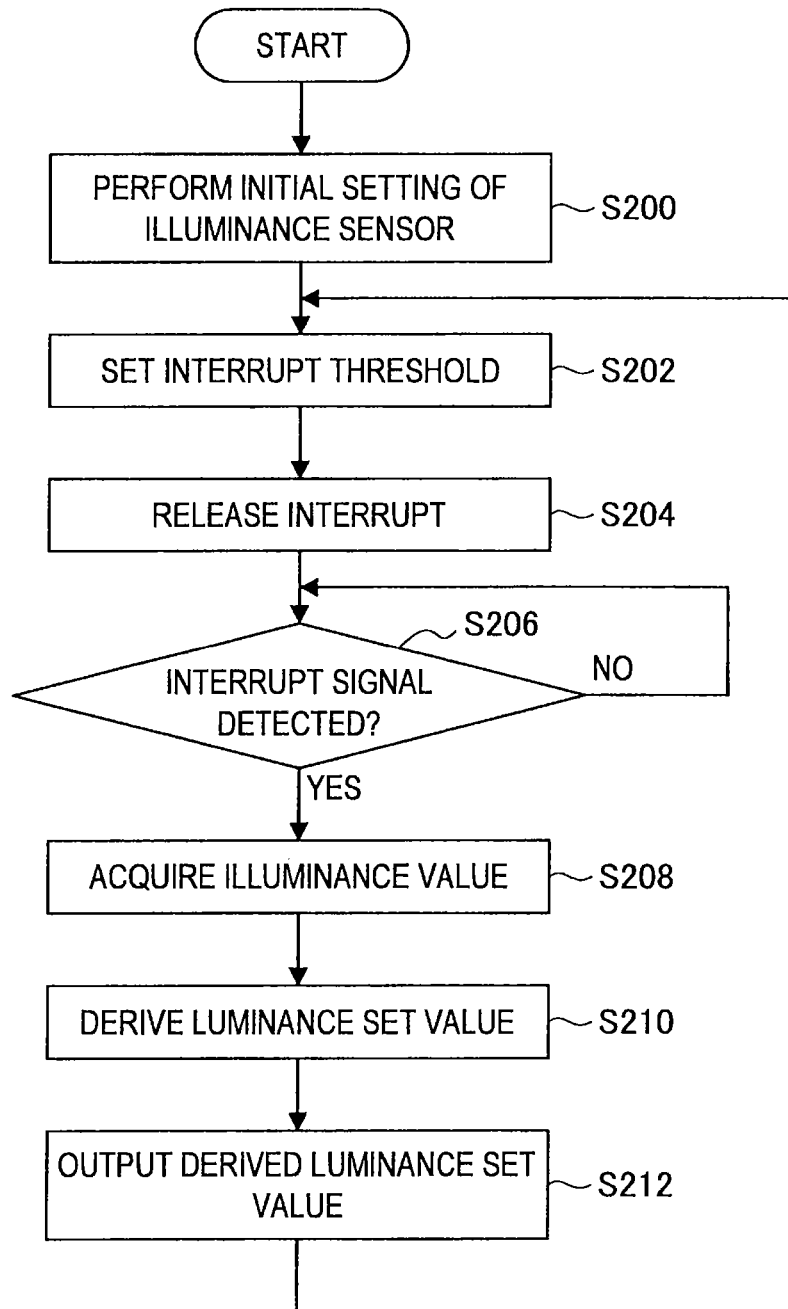 START
PERFORM INITIAL SETTING OF
ILLUMINANCE SENSOR
S200
SET INTERRUPT THRESHOLD
S202
RELEASE INTERRUPT
S204
S206
INTERRUPT SIGNAL
DETECTED?
NO
YES
ACQUIRE ILLUMINANCE VALUE
S208
DERIVE LUMINANCE SET VALUE
S210
OUTPUT DERIVED LUMINANCE SET
VALUE
S212